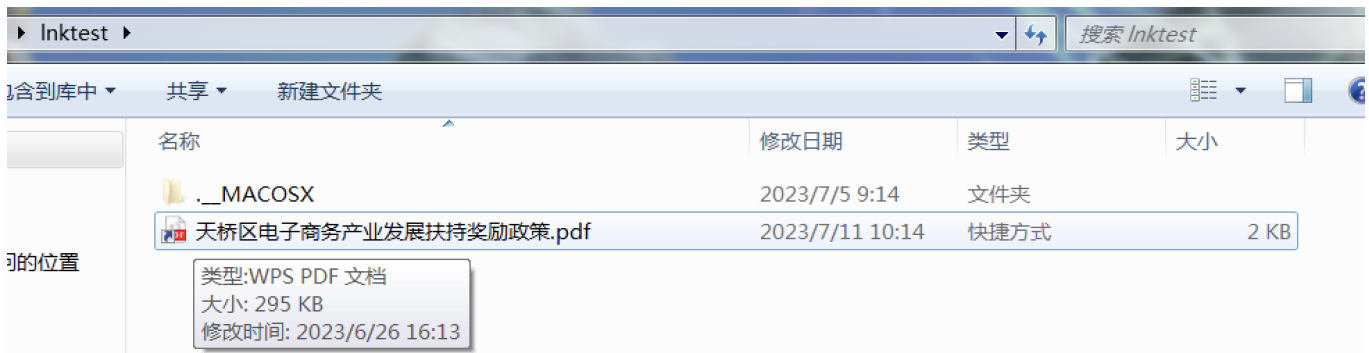 lnktest
搜索 lnktest
含到库中 共享 新建文件夹
名称 修改日期 类型 大小
.__MACOSX 2023/7/5 9:14 文件夹
天桥区电子商务产业发展扶持奖励政策.pdf 2023/7/11 10:14 快捷方式 2 KB
的位置
类型:WPS PDF 文档
大小: 295 KB
修改时间: 2023/6/26 16:13